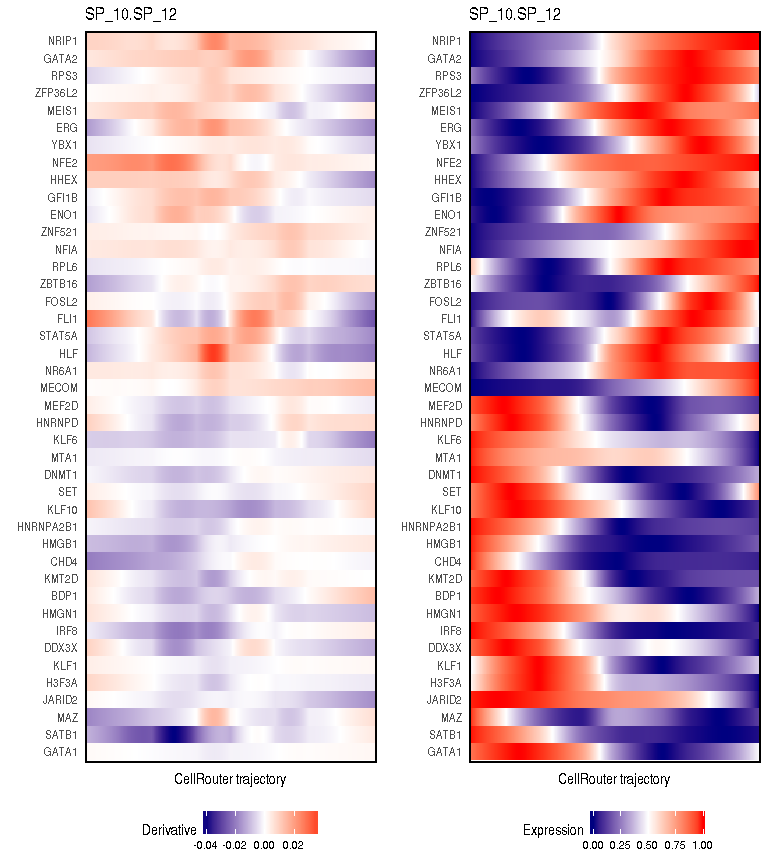 SP_10.SP_12
NRIP1
GATA2
RPS3
ZFP36L2
MEIS1
ERG
YBX1
NFE2
HHEX
GFI1B
ENO1
ZNF521
NFIA
RPL6
ZBTB16
FOSL2
FLI1
STAT5A
HLF
NR6A1
MECOM
MEF2D
HNRNPD
KLF6
MTA1
DNMT1
SET
KLF10
HNRNPA2B1
HMGB1
CHD4
KMT2D
BDP1
HMGN1
IRF8
DDX3X
KLF1
H3F3A
JARID2
MAZ
SATB1
GATA1
CellRouter trajectory
Derivative
-0.04 -0.02 0.00 0.02
SP_10.SP_12
NRIP1
GATA2
RPS3
ZFP36L2
MEIS1
ERG
YBX1
NFE2
HHEX
GFI1B
ENO1
ZNF521
NFIA
RPL6
ZBTB16
FOSL2
FLI1
STAT5A
HLF
NR6A1
MECOM
MEF2D
HNRNPD
KLF6
MTA1
DNMT1
SET
KLF10
HNRNPA2B1
HMGB1
CHD4
KMT2D
BDP1
HMGN1
IRF8
DDX3X
KLF1
H3F3A
JARID2
MAZ
SATB1
GATA1
CellRouter trajectory
Expression
0.00 0.25 0.50 0.75 1.00